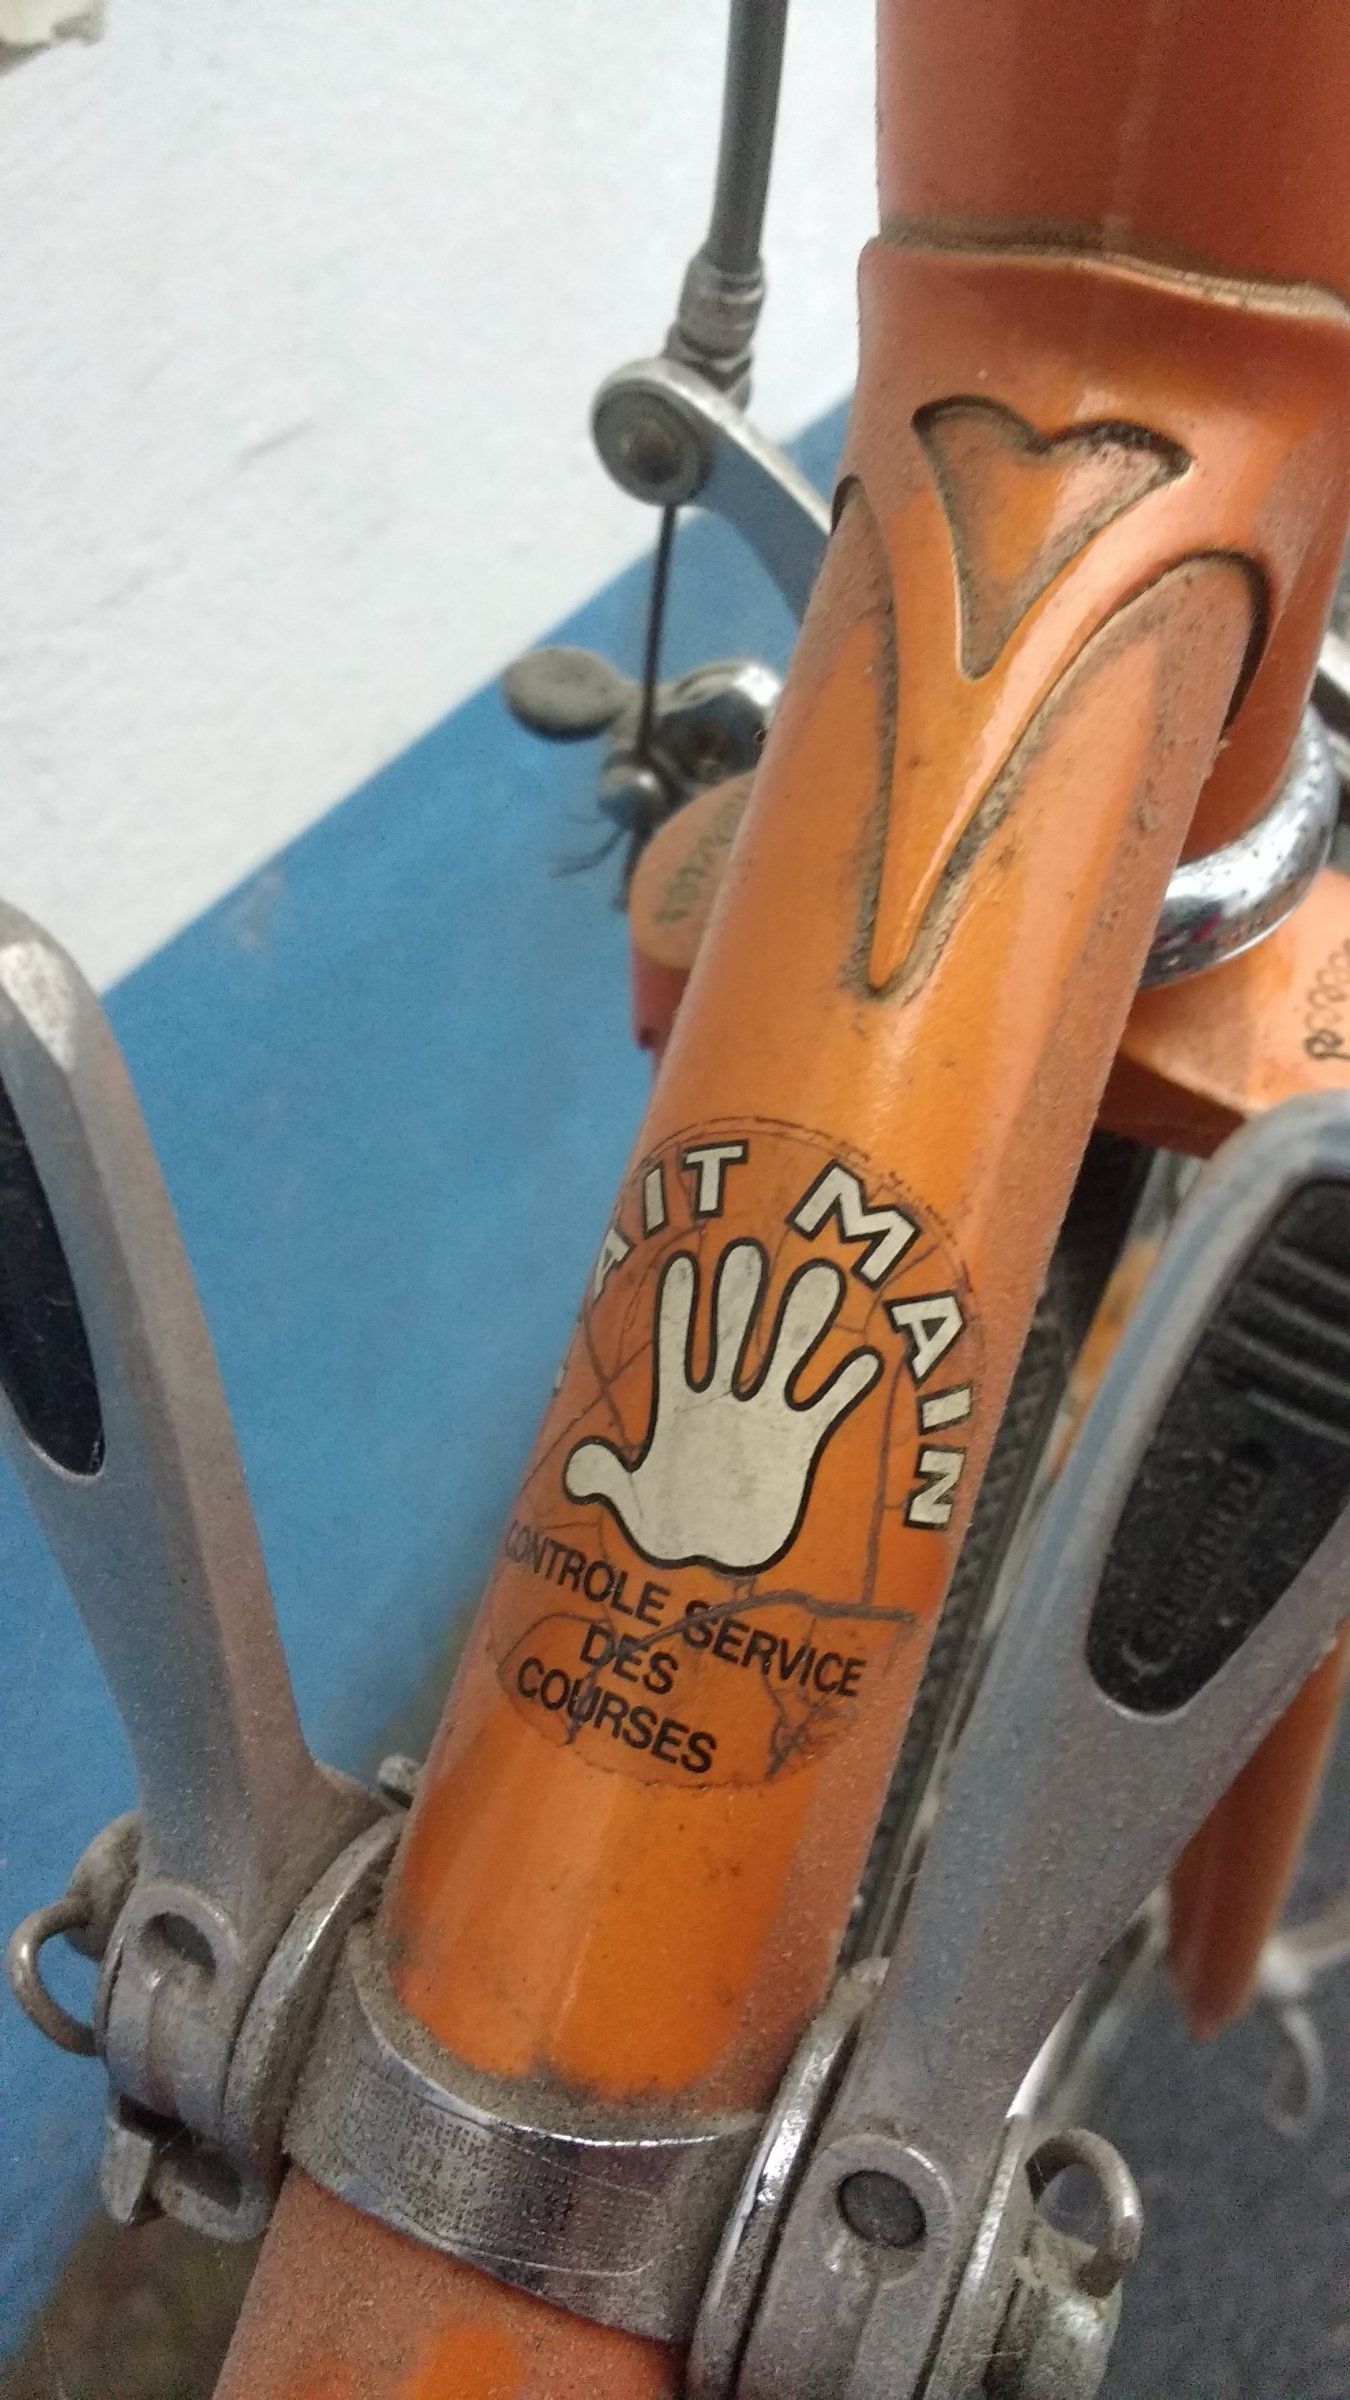 AIT MAIN
CONTROLE SERVICE
DES
COURSES